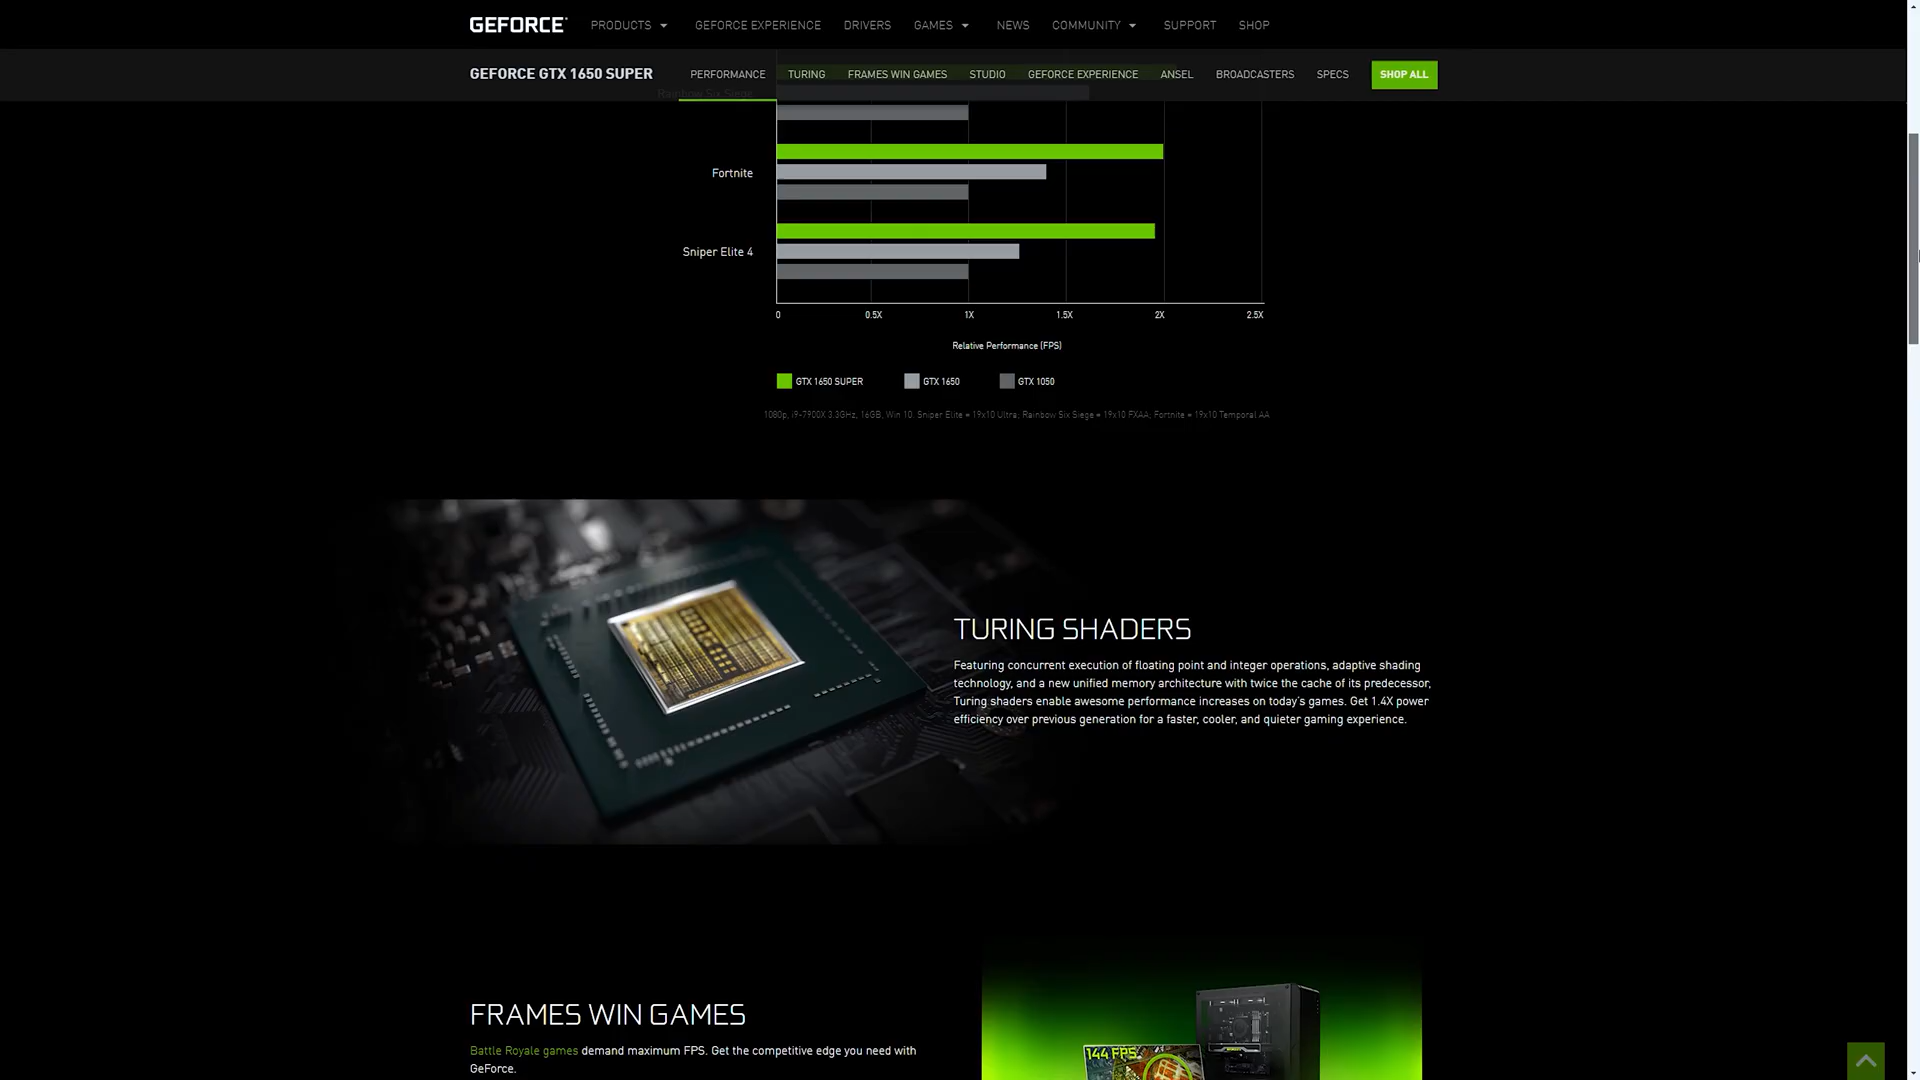 GEFORCE
PRODUCTS
GEFORCE EXPERIENCE
DRIVERS
GAMES
NEWS
COMMUNITY
SUPPORT
SHOP
GEFORCE GTX 1650 SUPER
PERFORMANCE
TURING
FRAMES WIN GAMES
STUDIO
GEFORCE EXPERIENCE
ANSEL
BROADCASTERS
SPECS
SHOP ALL
Rainbow Six Siege
Fortnite
Sniper Elite 4
0 0.5X 1X 1.5X 2X 2.5X
Relative Performance (FPS)
GTX 1650 SUPER
GTX 1650
GTX 1050
1080p, i9-7900X 3.3GHz, 16GB, Win 10. Sniper Elite = 19x10 Ultra; Rainbow Six Siege = 19x10 FXAA; Fortnite = 19x10 Temporal AA
TURING SHADERS
Featuring concurrent execution of floating point and integer operations, adaptive shading
technology, and a new unified memory architecture with twice the cache of its predecessor,
Turing shaders enable awesome performance increases on today's games. Get 1.4X power
efficiency over previous generation for a faster, cooler, and quieter gaming experience.
FRAMES WIN GAMES
Battle Royale games demand maximum FPS. Get the competitive edge you need with
GeForce.
144 FPS